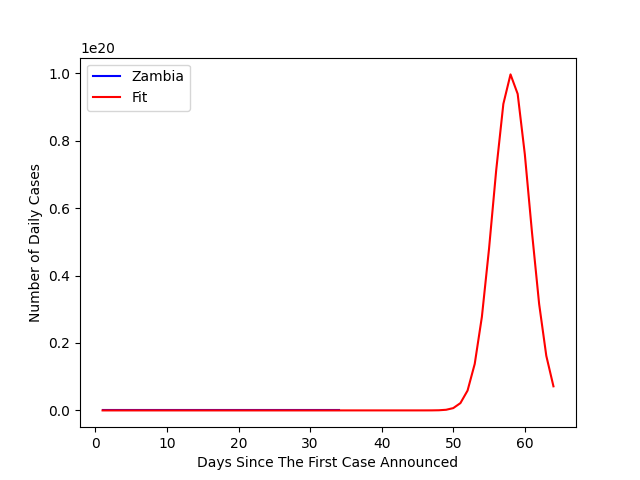 1e20
Zambia
Fit
1.0
0.8
0.6
0.4
0.2
0.0
Number of Daily Cases
0 10 20 30 40 50 60
Days Since The First Case Announced